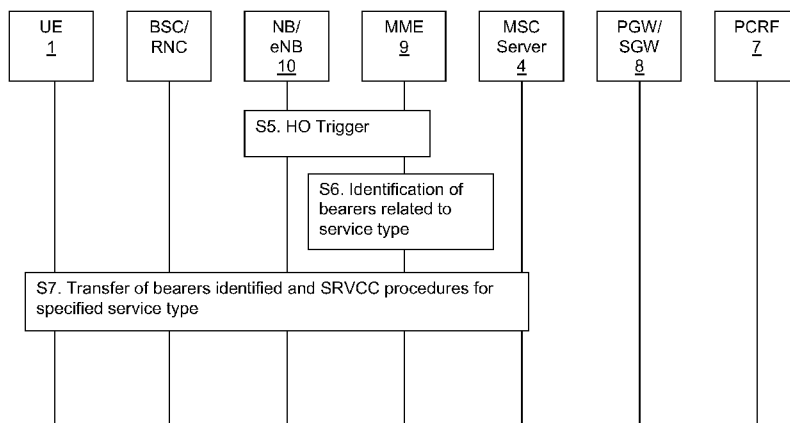 UE
1
BSC/
RNC
NB/
eNB
10
MME
9
MSC
Server
4
PGW/
SGW
8
PCRF
7
S5. HO Trigger
S6. Identification of
bearers related to
service type
S7. Transfer of bearers identified and SRVCC procedures for
specified service type